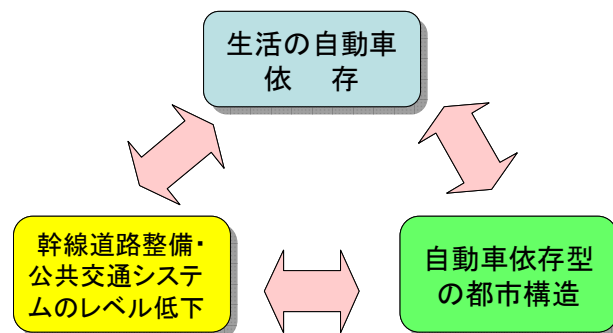 生活の自動車
依 存
幹線道路整備・
公共交通システ
ムのレベル低下
自動車依存型
の都市構造